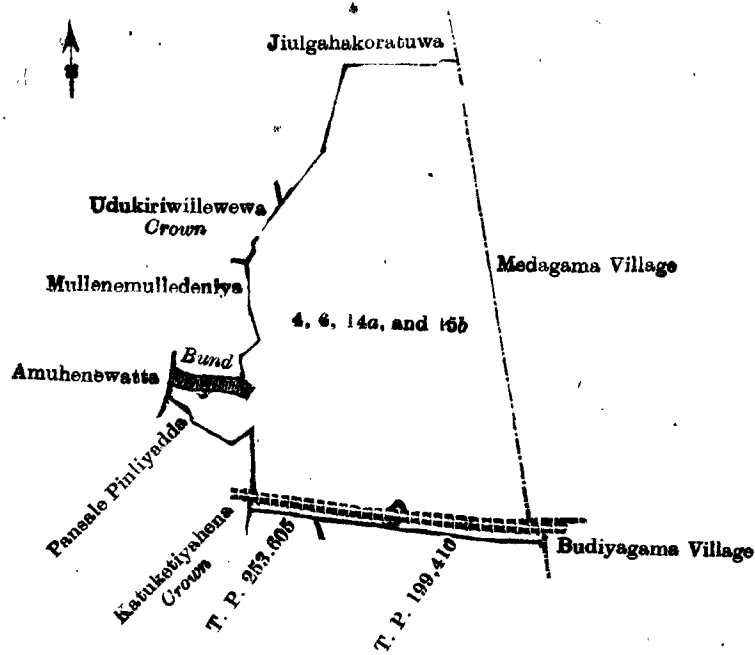 Jiulgahakoratuwa
Udukiriwillewewa
Crown
Medagama Village
Mullenemulledeniya
4, 6, 14a, and 15b
Bund
Amuhenewatta
Pansale Pinliyadda
Katuketiyahena
Crown
T. P. 253,605
T. P. 199,410
Budiyagama Village